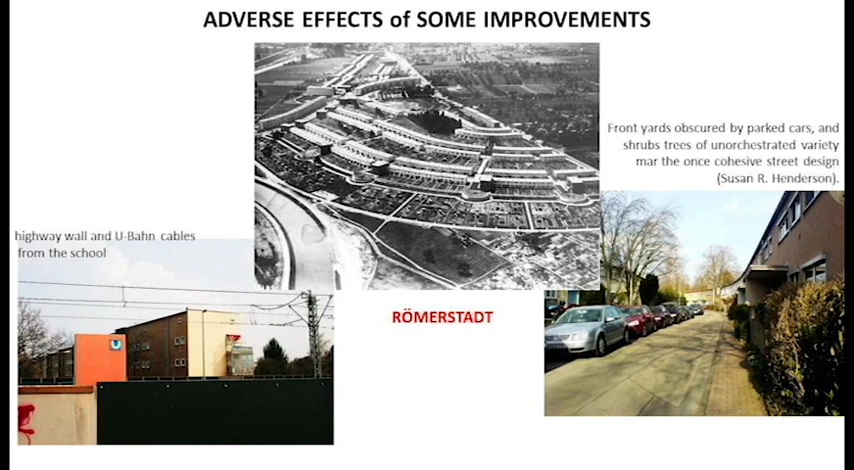 ADVERSE EFFECTS of SOME IMPROVEMENTS
Front yards obscured by parked cars, and
shrubs trees of unorchestrated variety
mar the once cohesive street design
(Susan R. Henderson).
highway wall and U-Bahn cables
from the school
U
RÖMERSTADT